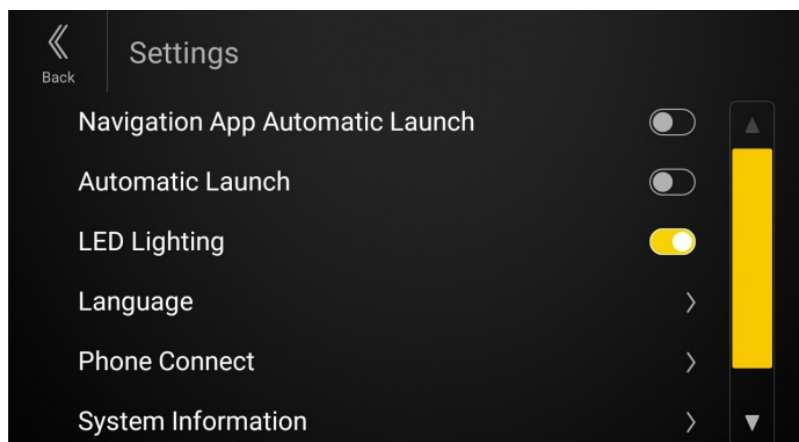 Back
Settings
Navigation App Automatic Launch
Automatic Launch
LED Lighting
Language
Phone Connect
System Information